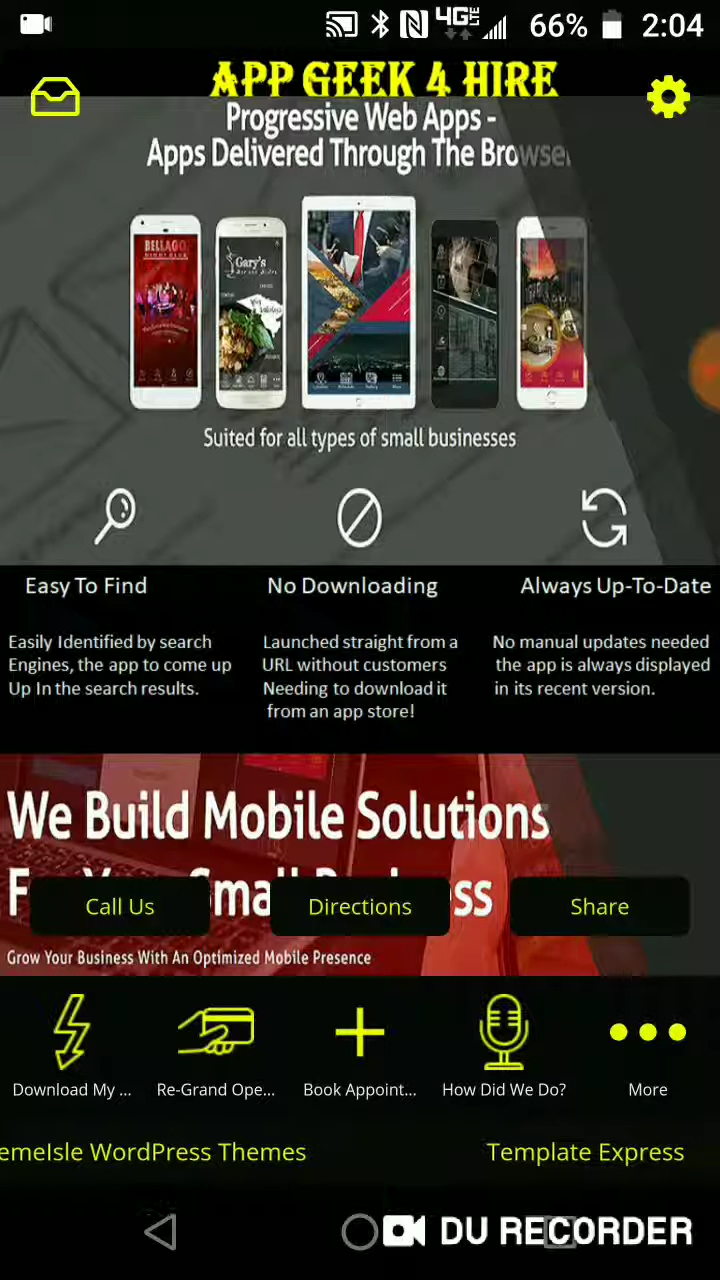 4G LTE 66% 2:04
APP GEEK 4 HIRE
Progressive Web Apps -
Apps Delivered Through The Browser
BELLAGO
Gary's
Suited for all types of small businesses
Easy To Find No Downloading Always Up-To-Date
Easily Identified by search Launched straight from a No manual updates needed
Engines, the app to come up URL without customers the app is always displayed
Up In the search results. Needing to download it in its recent version.
from an app store!
We Build Mobile Solutions
Call Us Directions Share
Grow Your Business With An Optimized Mobile Presence
Download My ... Re-Grand Ope... Book Appoint... How Did We Do? More
emeIsle WordPress Themes Template Express
DU RECORDER